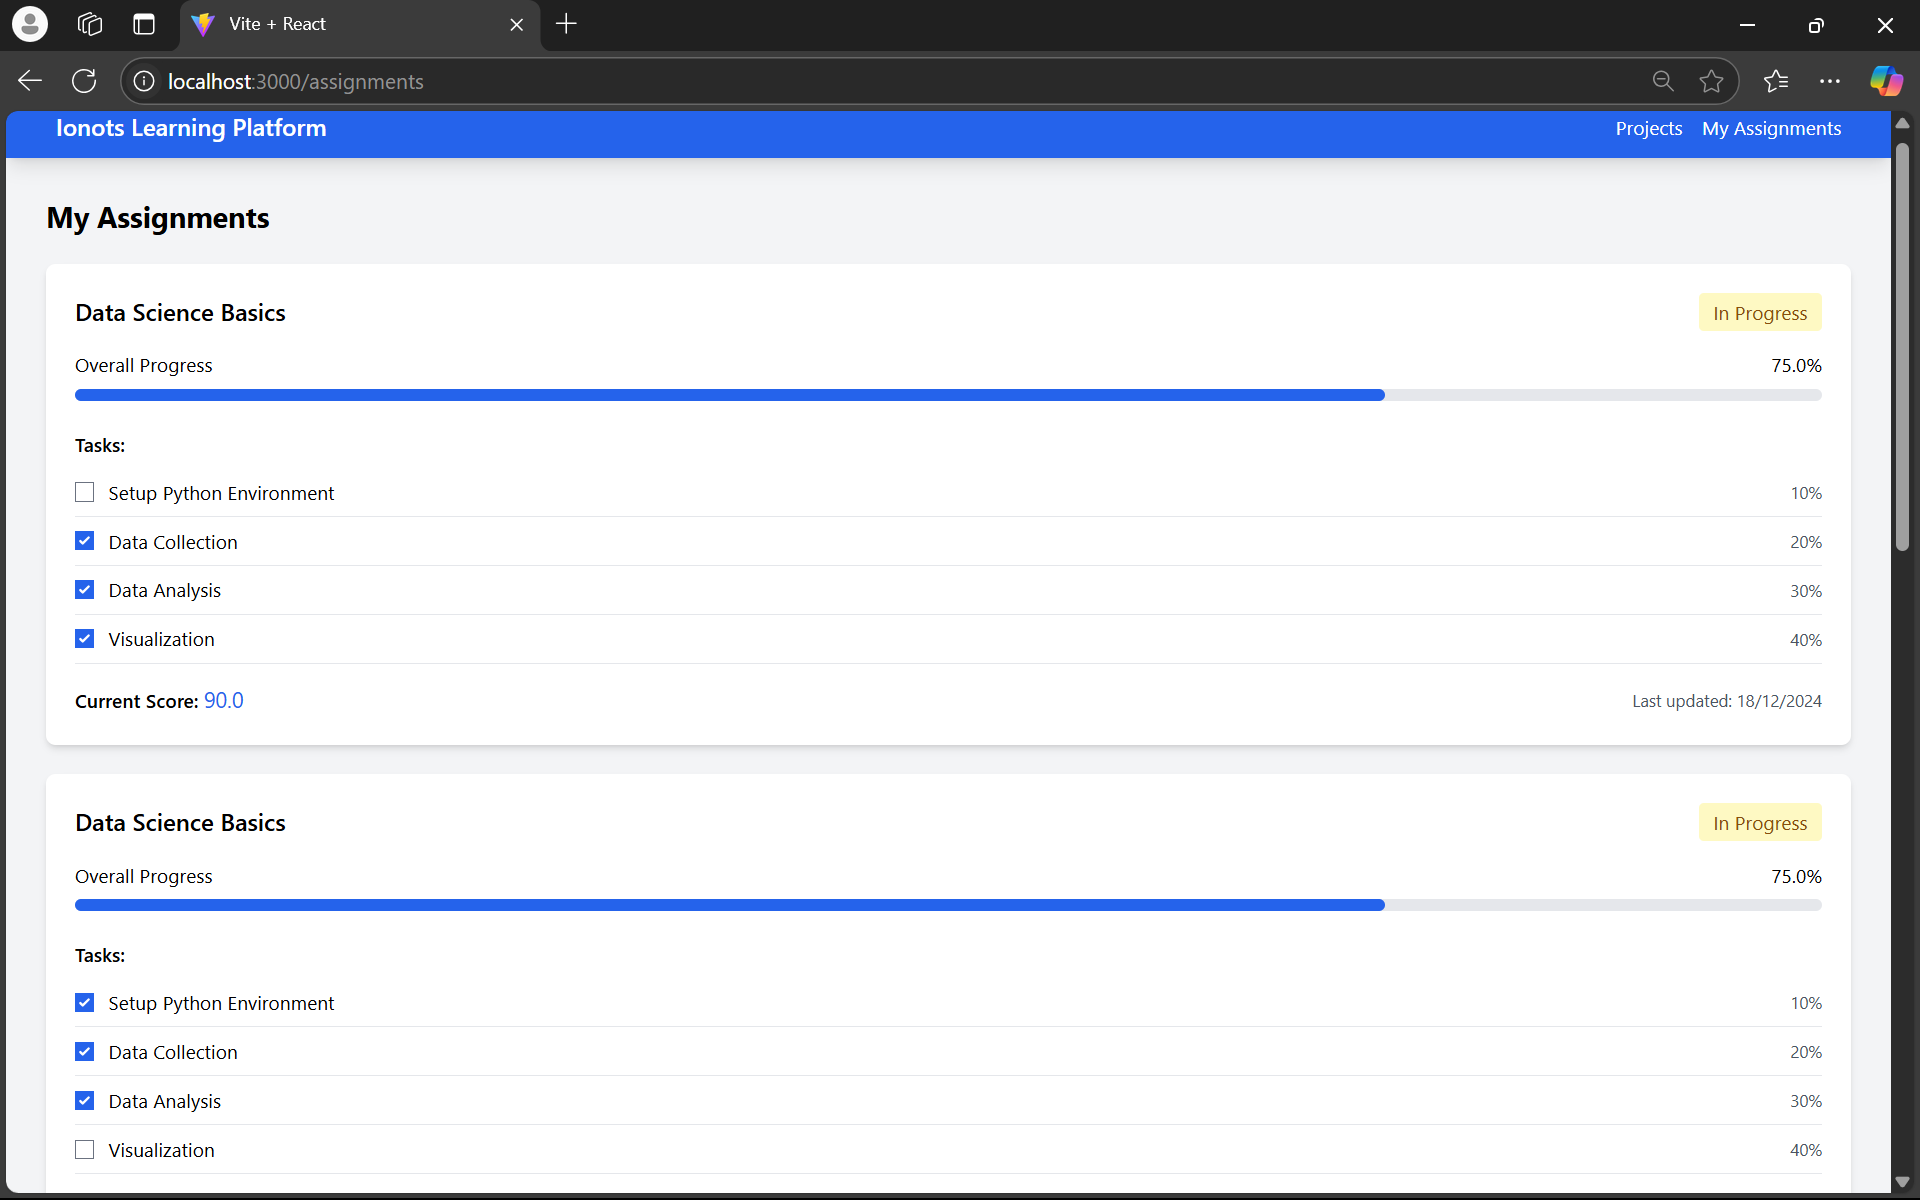 Vite + React
localhost:3000/assignments
Ionots Learning Platform
Projects My Assignments
My Assignments
Data Science Basics
In Progress
Overall Progress
75.0%
Tasks:
Setup Python Environment
10%
Data Collection
20%
Data Analysis
30%
Visualization
40%
Current Score: 90.0
Last updated: 18/12/2024
Data Science Basics
In Progress
Overall Progress
75.0%
Tasks:
Setup Python Environment
10%
Data Collection
20%
Data Analysis
30%
Visualization
40%